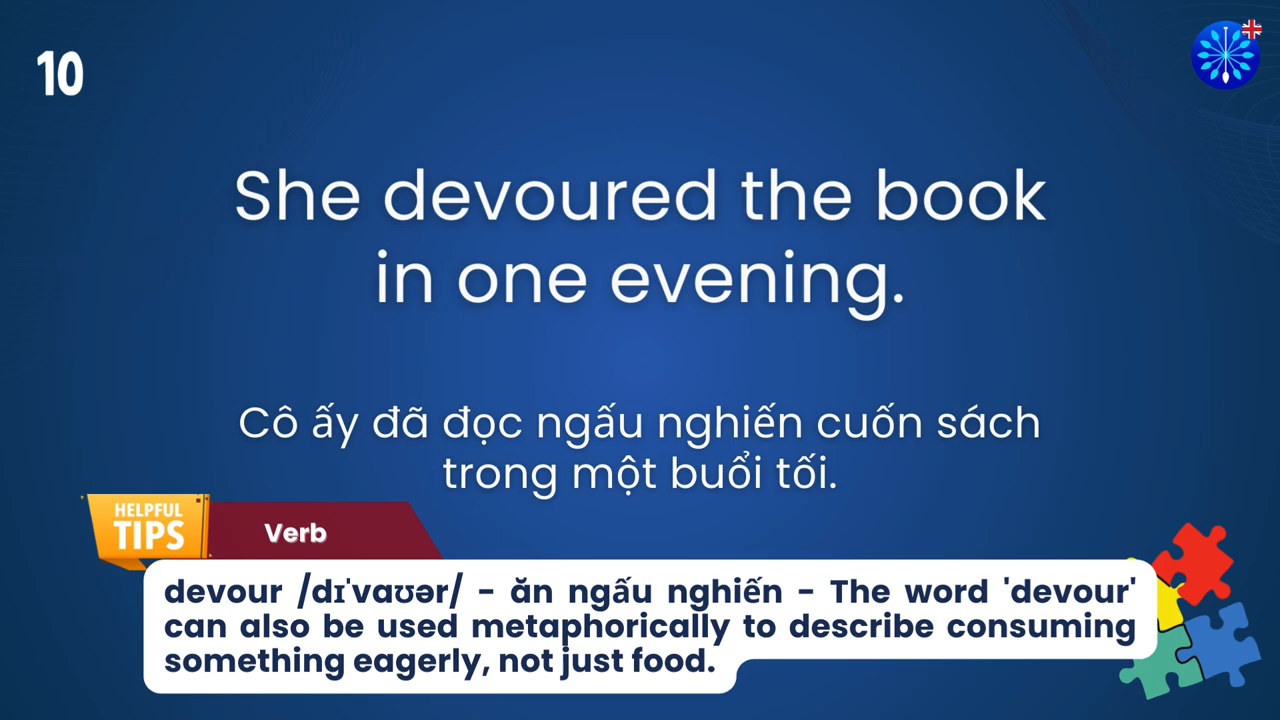 10
She devoured the book
in one evening.
Cô ấy đã đọc ngấu nghiến cuốn sách
trong một buổi tối.
HELPFUL
TIPS
Verb
devour /dɪˈvaʊər/ - ăn ngấu nghiến - The word 'devour'
can also be used metaphorically to describe consuming
something eagerly, not just food.